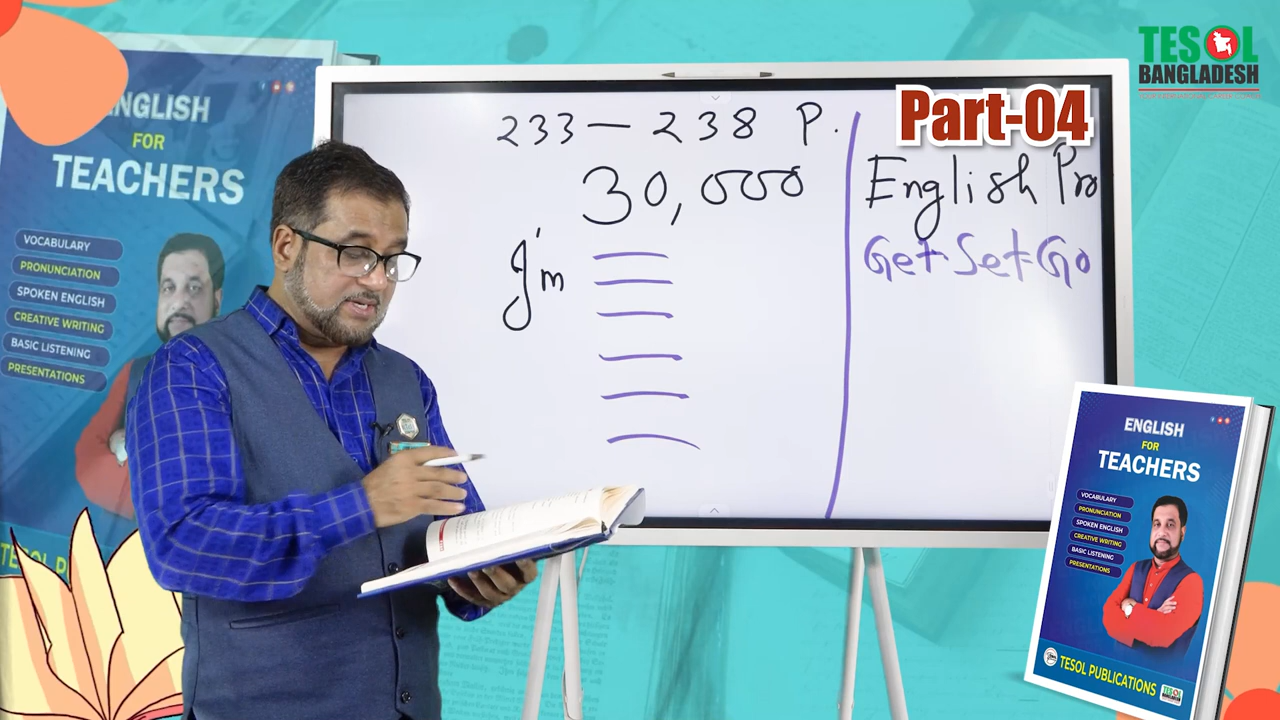 ENGLISH
FOR
TEACHERS
VOCABULARY
PRONUNCIATION
SPOKEN ENGLISH
CREATIVE WRITING
BASIC LISTENING
PRESENTATIONS
233 — 238 P.
30,000
I'm
Part-04
English Pro
Get Set Go
TESOL
BANGLADESH
ENGLISH
FOR
TEACHERS
VOCABULARY
PRONUNCIATION
SPOKEN ENGLISH
CREATIVE WRITING
BASIC LISTENING
PRESENTATIONS
TESOL PUBLICATIONS
TESOL